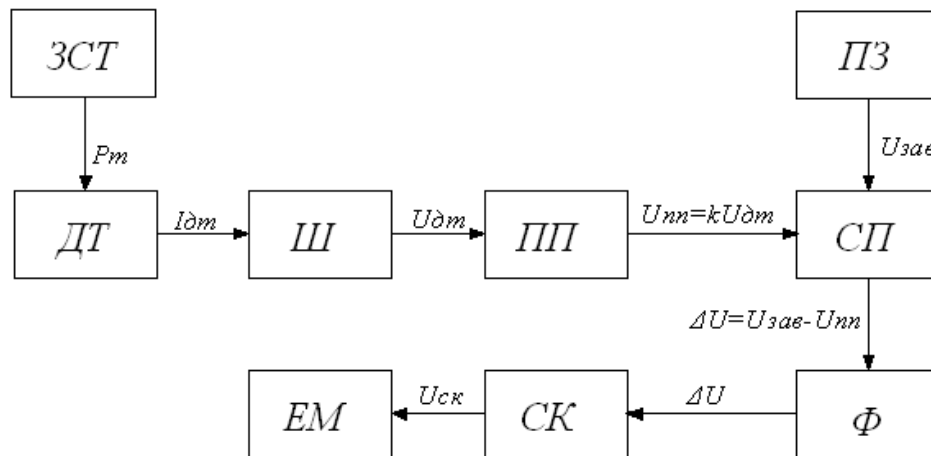 ЗСТ
ПЗ
Рт
Uзав
ДТ
Iдт
Ш
Uдт
ПП
Uпп=kUдт
СП
ΔU=Uзав-Uпп
ЕМ
Uск
СК
ΔU
Ф